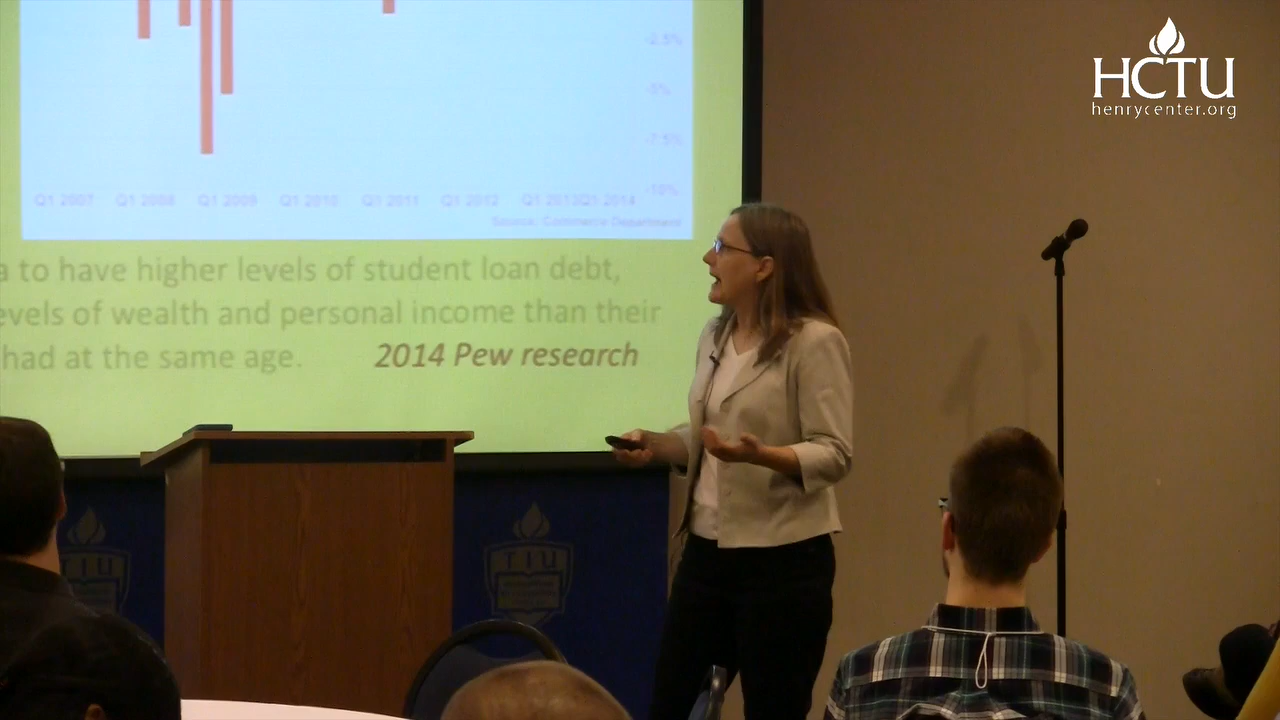 HCTU
henrycenter.org
-2.5%
-5%
-7.5%
-10%
Q1 2007 Q1 2008 Q1 2009 Q1 2010 Q1 2011 Q1 2012 Q1 2013Q1 2014
Source: Commerce Department
a to have higher levels of student loan debt,
evels of wealth and personal income than their
had at the same age. 2014 Pew research
TIU